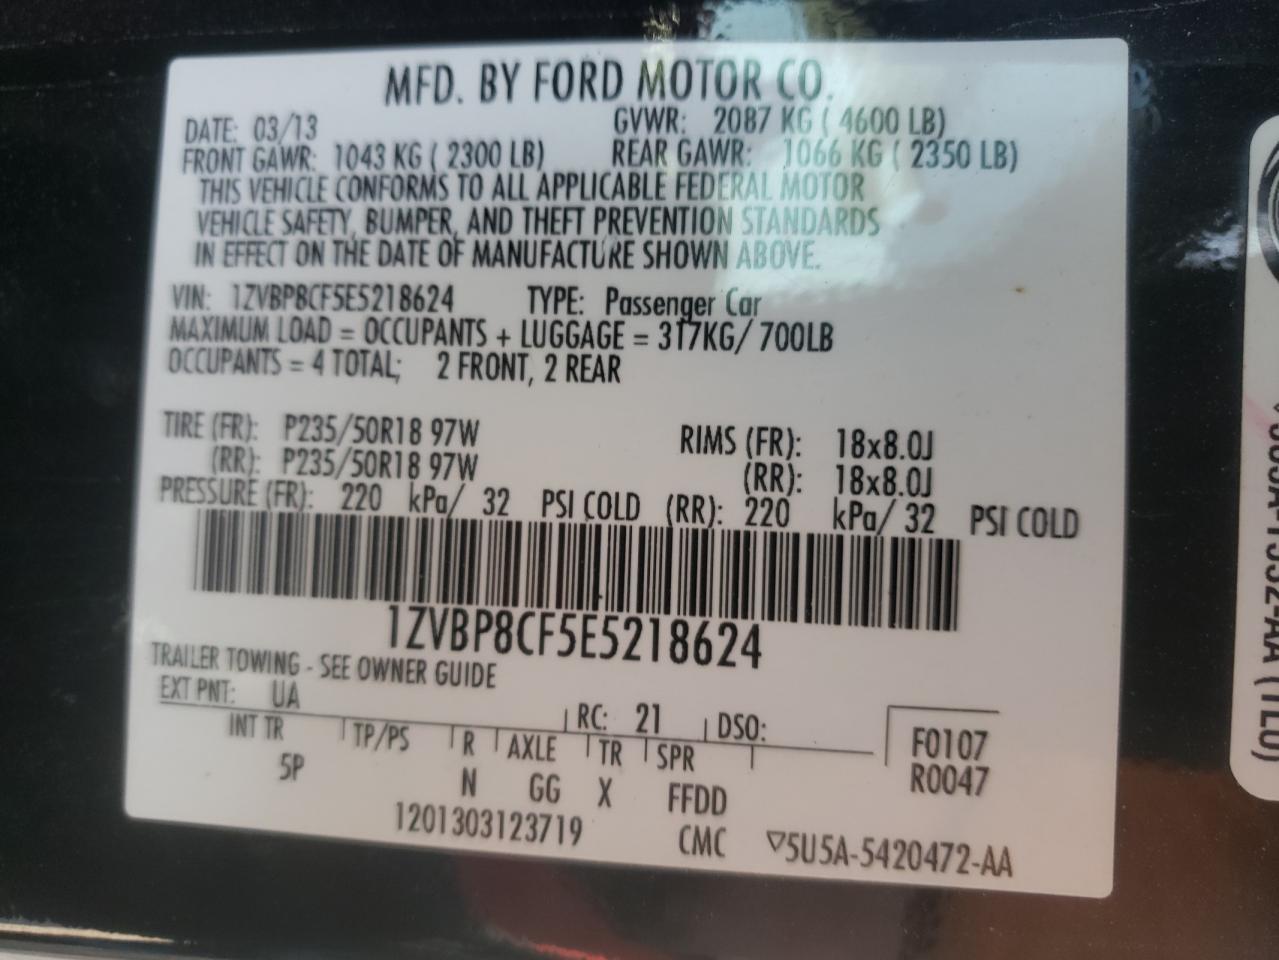 MFD. BY FORD MOTOR CO.
DATE: 03/13 GVWR: 2087 KG ( 4600 LB)
FRONT GAWR: 1043 KG ( 2300 LB) REAR GAWR: 1066 KG ( 2350 LB)
THIS VEHICLE CONFORMS TO ALL APPLICABLE FEDERAL MOTOR
VEHICLE SAFETY, BUMPER, AND THEFT PREVENTION STANDARDS
IN EFFECT ON THE DATE OF MANUFACTURE SHOWN ABOVE.
VIN: 1ZVBP8CF5E5218624 TYPE: Passenger Car
MAXIMUM LOAD = OCCUPANTS + LUGGAGE = 317KG/ 700LB
OCCUPANTS = 4 TOTAL; 2 FRONT, 2 REAR
TIRE (FR): P235/50R18 97W RIMS (FR): 18x8.0J
(RR): P235/50R18 97W (RR): 18x8.0J
PRESSURE (FR): 220 kPa/ 32 PSI COLD (RR): 220 kPa/ 32 PSI COLD
1ZVBP8CF5E5218624
TRAILER TOWING - SEE OWNER GUIDE
EXT PNT: UA RC: 21 DSO:
INT TR TP/PS R AXLE TR SPR F0107
5P N GG X FFDD R0047
1201303123719 CMC ▽5U5A-5420472-AA